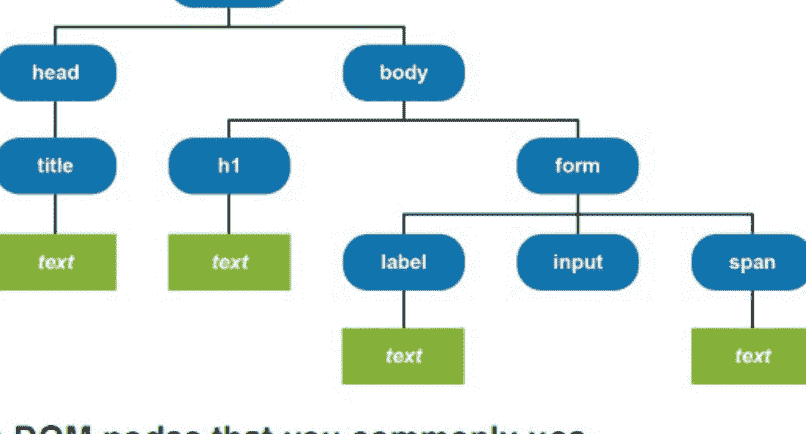 head body
title h1 form
text text label input span
text text
DOM nodes that you commonly use